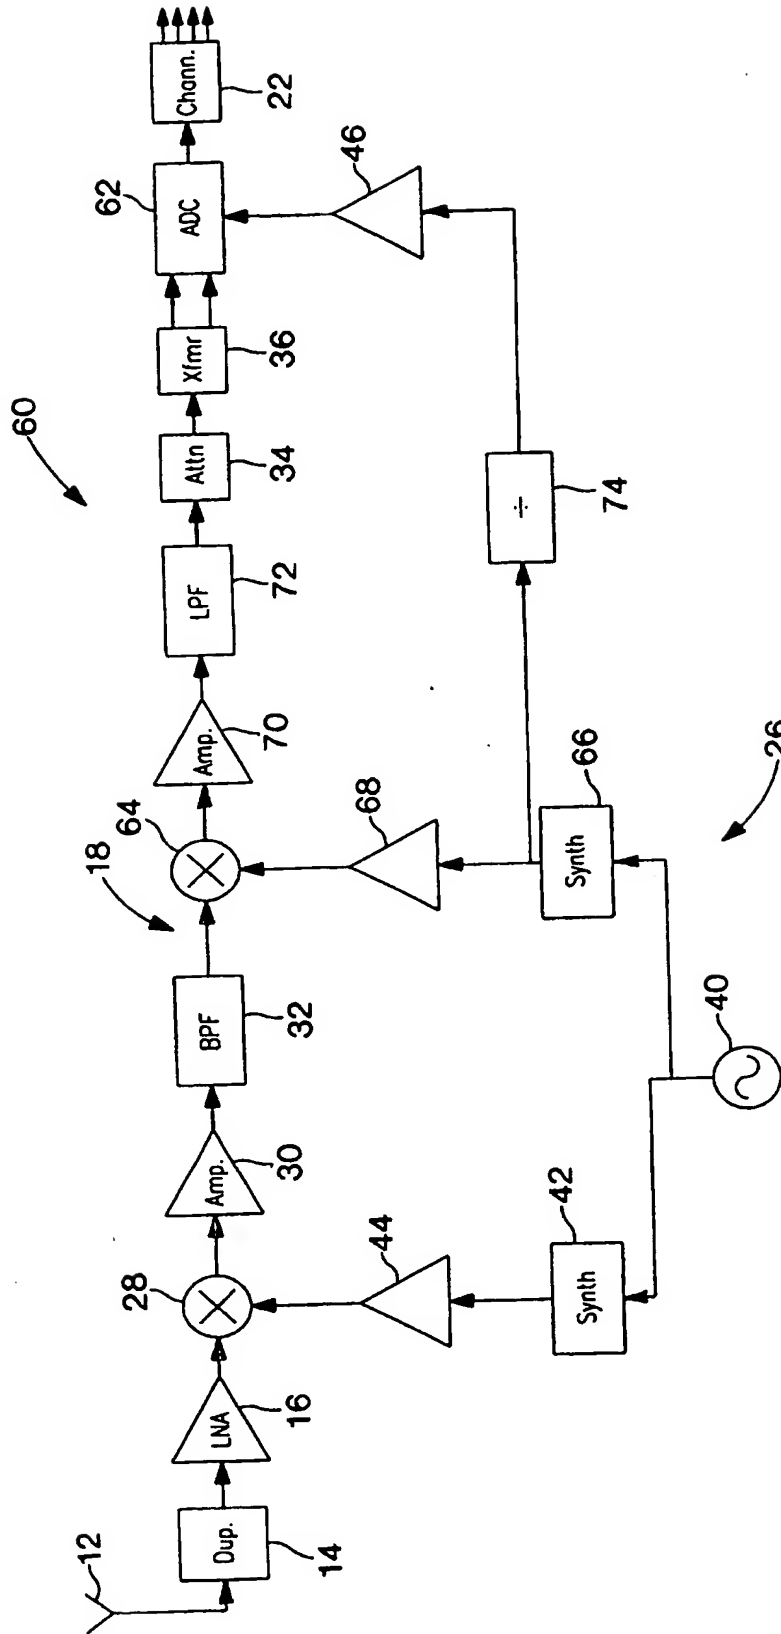 12
Dup.
14
LNA
16
28
Amp.
30
BPF
32
18
64
Amp.
70
LPF
72
60
Attn
34
Xfmr
36
62
ADC
Chann.
22
46
÷
74
68
Synth
66
44
Synth
42
40
26